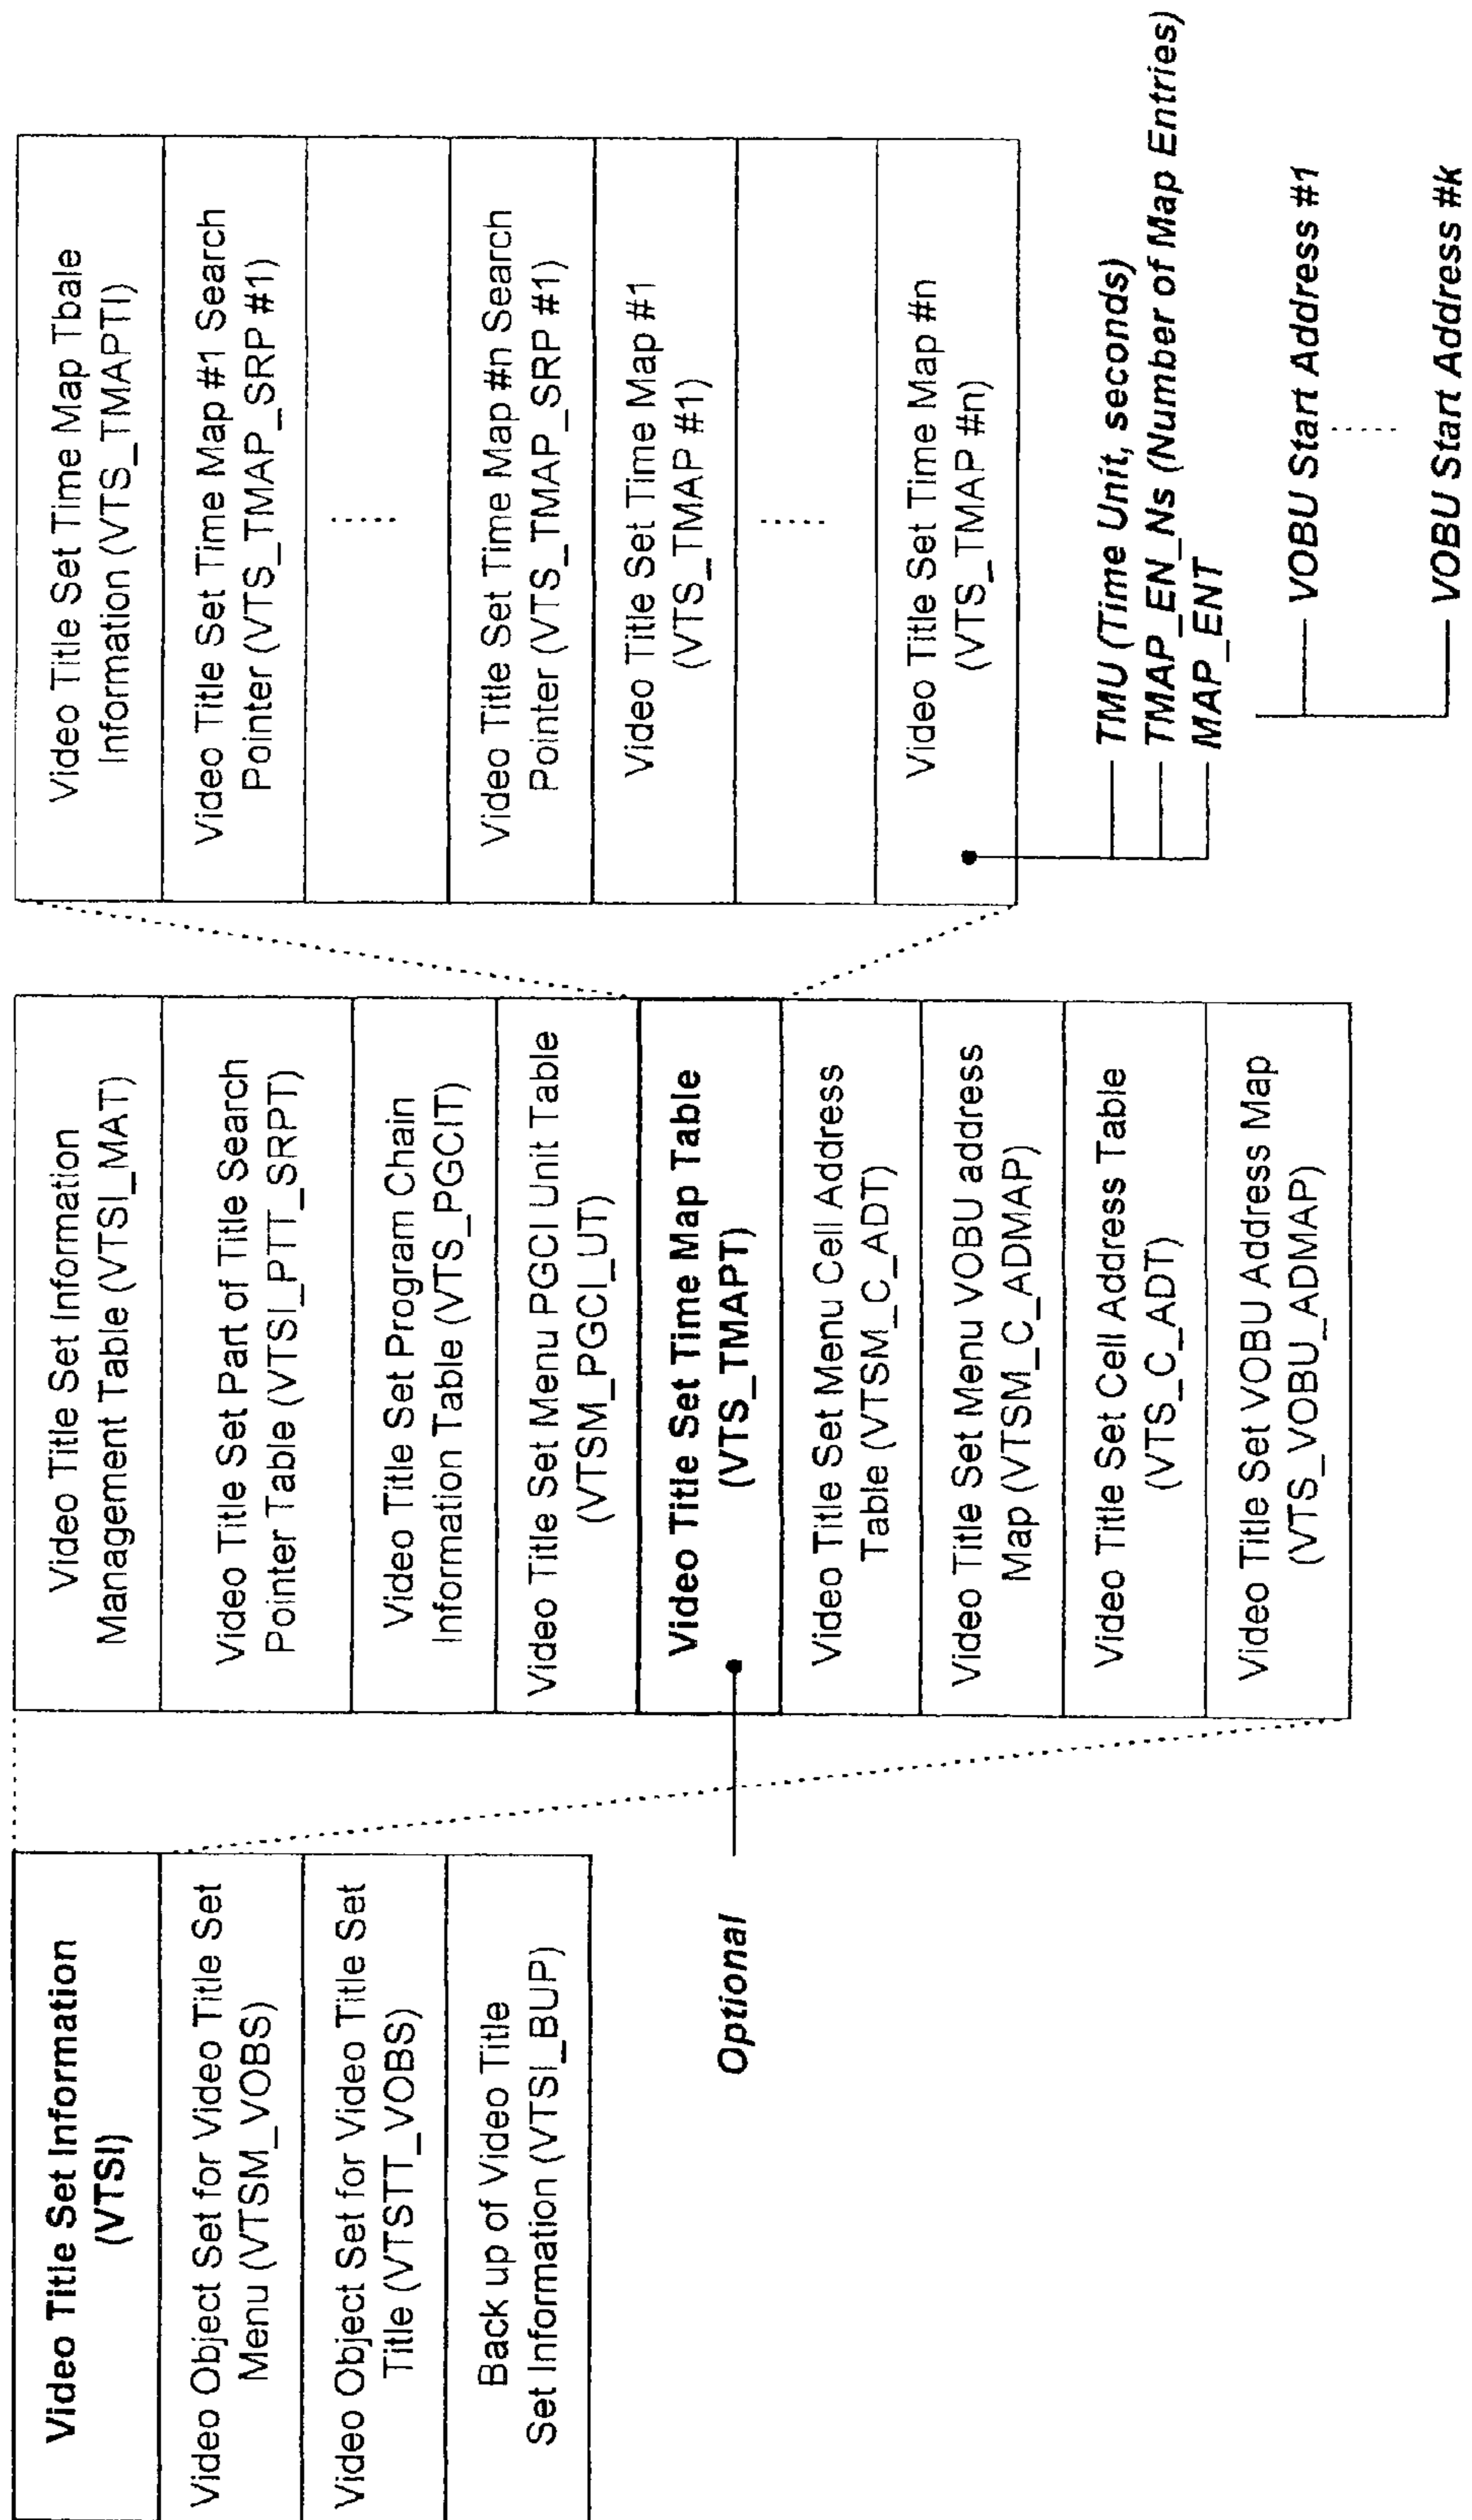 Video Title Set Information
(VTSI)
Video Object Set for Video Title Set
Menu (VTSM_VOBS)
Video Object Set for Video Title Set
Title (VTSTT_VOBS)
Back up of Video Title
Set Information (VTSI_BUP)
Optional
Video Title Set Information
Management Table (VTSI_MAT)
Video Title Set Part of Title Search
Pointer Table (VTSI_PTT_SRPT)
Video Title Set Program Chain
Information Table (VTS_PGCIT)
Video Title Set Menu PGCI Unit Table
(VTSM_PGCI_UT)
Video Title Set Time Map Table
(VTS_TMAPT)
Video Title Set Menu Cell Address
Table (VTSM_C_ADT)
Video Title Set Menu VOBU address
Map (VTSM_C_ADMAP)
Video Title Set Cell Address Table
(VTS_C_ADT)
Video Title Set VOBU Address Map
(VTS_VOBU_ADMAP)
Video Title Set Time Map Tbale
Information (VTS_TMAPTI)
Video Title Set Time Map #1 Search
Pointer (VTS_TMAP_SRP #1)
Video Title Set Time Map #n Search
Pointer (VTS_TMAP_SRP #1)
Video Title Set Time Map #1
(VTS_TMAP #1)
Video Title Set Time Map #n
(VTS_TMAP #n)
TMU (Time Unit, seconds)
TMAP_EN_Ns (Number of Map Entries)
MAP_ENT
VOBU Start Address #1
VOBU Start Address #k